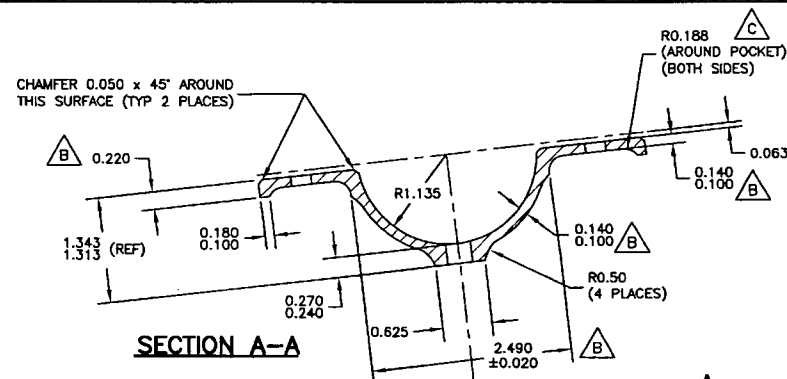 C
R0.188
(AROUND POCKET)
(BOTH SIDES)
CHAMFER 0.050 x 45° AROUND
THIS SURFACE (TYP 2 PLACES)
B 0.220
0.063
0.140
0.100 B
R1.135
0.180
0.100
0.140
0.100 B
1.343
1.313 (REF)
R0.50
(4 PLACES)
0.270
0.240
0.625
2.490
±0.020
B
SECTION A-A